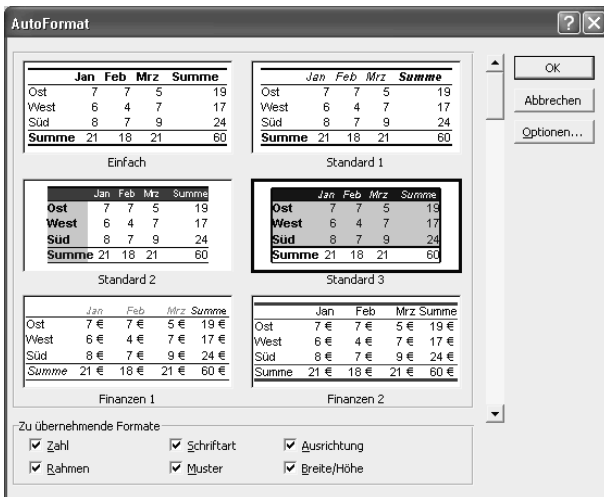 AutoFormat
Jan Feb Mrz Summe
Ost 7 7 5 19
West 6 4 7 17
Süd 8 7 9 24
Summe 21 18 21 60
Einfach
Jan Feb Mrz Summe
Ost 7 7 5 19
West 6 4 7 17
Süd 8 7 9 24
Summe 21 18 21 60
Standard 1
Jan Feb Mrz Summe
Ost 7 7 5 19
West 6 4 7 17
Süd 8 7 9 24
Summe 21 18 21 60
Standard 2
Jan Feb Mrz Summe
Ost 7 7 5 19
West 6 4 7 17
Süd 8 7 9 24
Summe 21 18 21 60
Standard 3
Jan Feb Mrz Summe
Ost 7 € 7 € 5 € 19 €
West 6 € 4 € 7 € 17 €
Süd 8 € 7 € 9 € 24 €
Summe 21 € 18 € 21 € 60 €
Finanzen 1
Jan Feb Mrz Summe
Ost 7 € 7 € 5 € 19 €
West 6 € 4 € 7 € 17 €
Süd 8 € 7 € 9 € 24 €
Summe 21 € 18 € 21 € 60 €
Finanzen 2
OK
Abbrechen
Optionen...
Zu übernehmende Formate
Zahl Schriftart Ausrichtung
Rahmen Muster Breite/Höhe